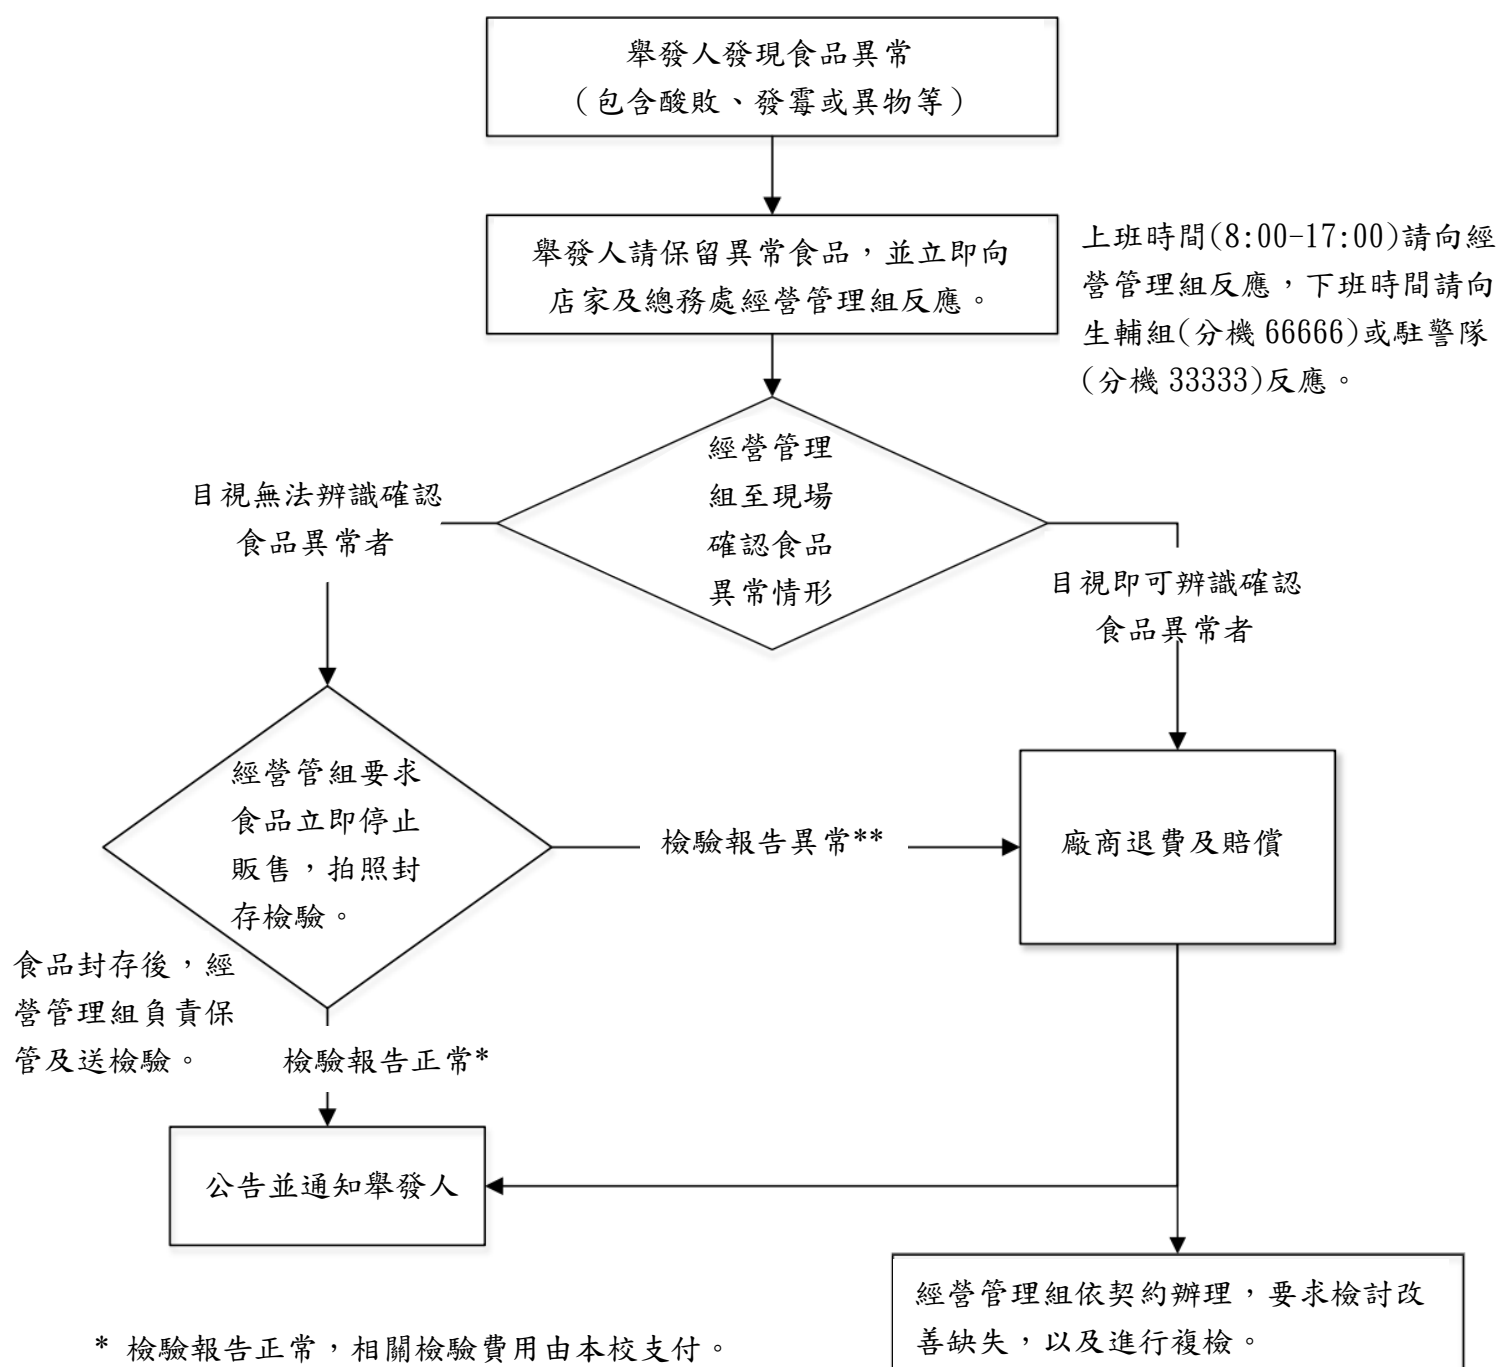 舉發人發現食品異常
（包含酸敗、發霉或異物等）
舉發人請保留異常食品，並立即向
店家及總務處經營管理組反應。
上班時間(8:00-17:00)請向經
營管理組反應，下班時間請向
生輔組(分機 66666)或駐警隊
(分機 33333)反應。
經營管理
組至現場
確認食品
異常情形
目視無法辨識確認
食品異常者
目視即可辨識確認
食品異常者
經營管組要求
食品立即停止
販售，拍照封
存檢驗。
檢驗報告異常**
廠商退費及賠償
食品封存後，經
營管理組負責保
管及送檢驗。
檢驗報告正常*
公告並通知舉發人
經營管理組依契約辦理，要求檢討改
善缺失，以及進行複檢。
* 檢驗報告正常，相關檢驗費用由本校支付。